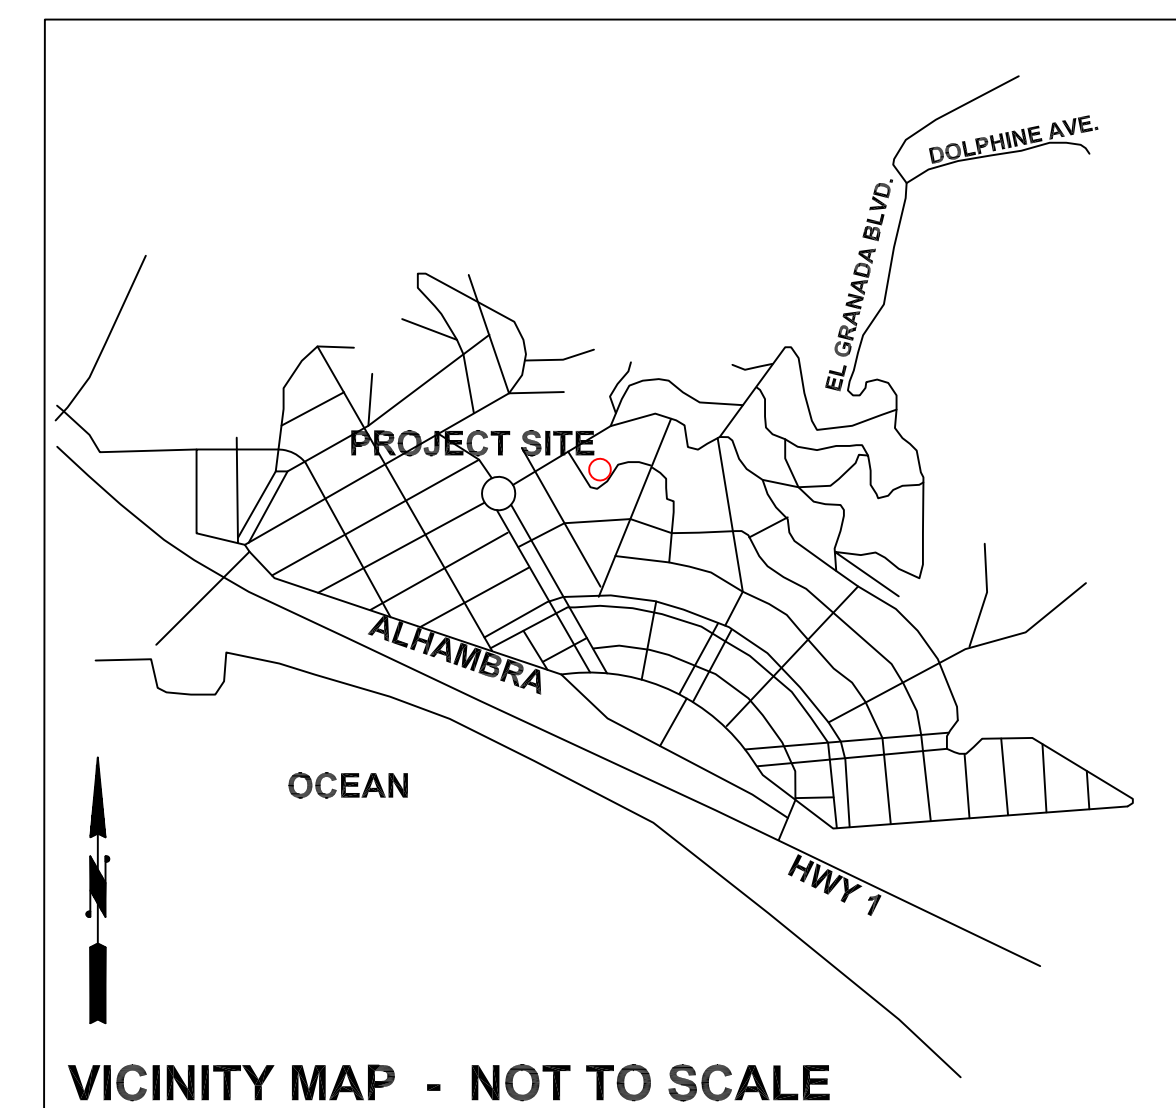 DOLPHINE AVE.
EL GRANADA BLVD.
PROJECT SITE
ALHAMBRA
OCEAN
HWY 1
N
VICINITY MAP - NOT TO SCALE